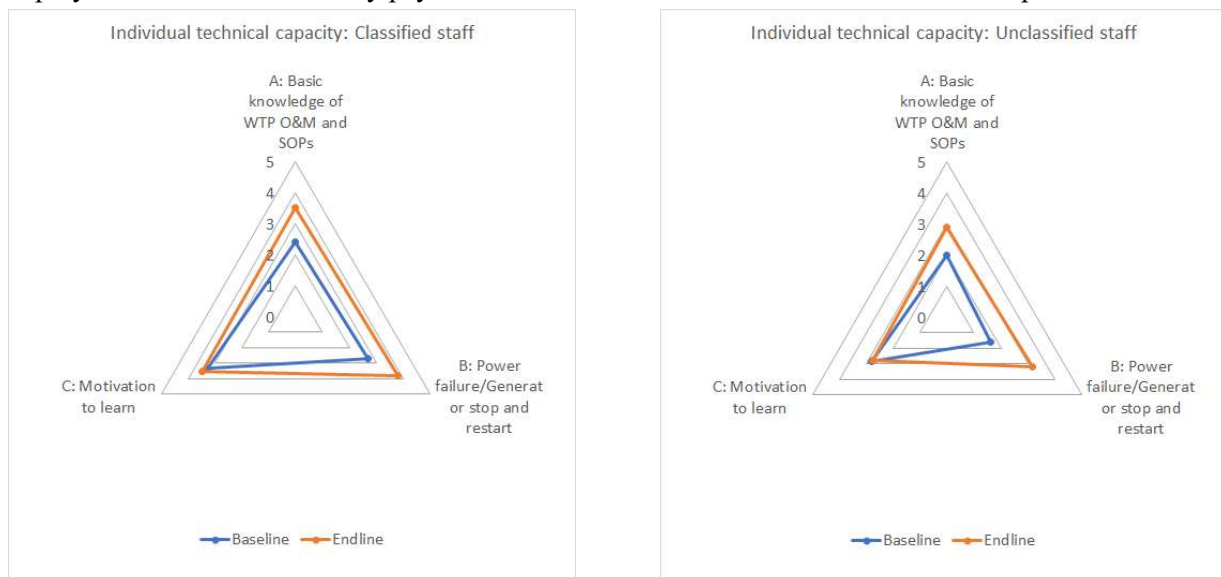 Individual technical capacity: Classified staff
A: Basic
knowledge of
WTP O&M and
SOPs
5
4
3
2
1
0
C: Motivation
to learn
B: Power
failure/Generat
or stop and
restart
Baseline
Endline
Individual technical capacity: Unclassified staff
A: Basic
knowledge of
WTP O&M and
SOPs
5
4
3
2
1
0
C: Motivation
to learn
B: Power
failure/Generat
or stop and
restart
Baseline
Endline